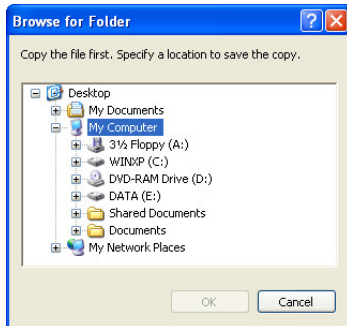 Browse for Folder
Copy the file first. Specify a location to save the copy.
Desktop
My Documents
My Computer
3½ Floppy (A:)
WINXP (C:)
DVD-RAM Drive (D:)
DATA (E:)
Shared Documents
Documents
My Network Places
OK
Cancel